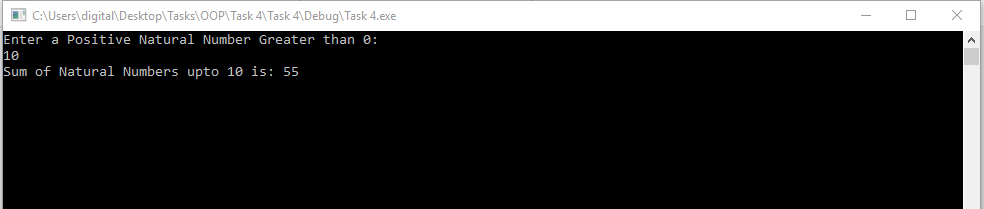 C:\Users\digital\Desktop\Tasks\OOP\Task 4\Task 4\Debug\Task 4.exe
Enter a Positive Natural Number Greater than 0:
10
Sum of Natural Numbers upto 10 is: 55